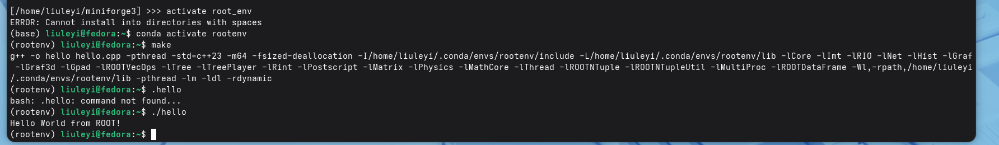 [/home/liuleyi/miniforge3] >>> activate root_env
ERROR: Cannot install into directories with spaces
(base) liuleyi@fedora:~$ conda activate rootenv
(rootenv) liuleyi@fedora:~$ make
g++ -o hello hello.cpp -pthread -std=c++23 -m64 -fsized-deallocation -I/home/liuleyi/.conda/envs/rootenv/include -L/home/liuleyi/.conda/envs/rootenv/lib -lCore -lImt -lRIO -lNet -lHist -lGraf
 -lGraf3d -lGpad -lROOTVecOps -lTree -lTreePlayer -lRint -lPostscript -lMatrix -lPhysics -lMathCore -lThread -lROOTNTuple -lROOTNTupleUtil -lMultiProc -lROOTDataFrame -Wl,-rpath,/home/liuleyi
/.conda/envs/rootenv/lib -pthread -lm -ldl -rdynamic
(rootenv) liuleyi@fedora:~$ .hello
bash: .hello: command not found...
(rootenv) liuleyi@fedora:~$ ./hello
Hello World from ROOT!
(rootenv) liuleyi@fedora:~$